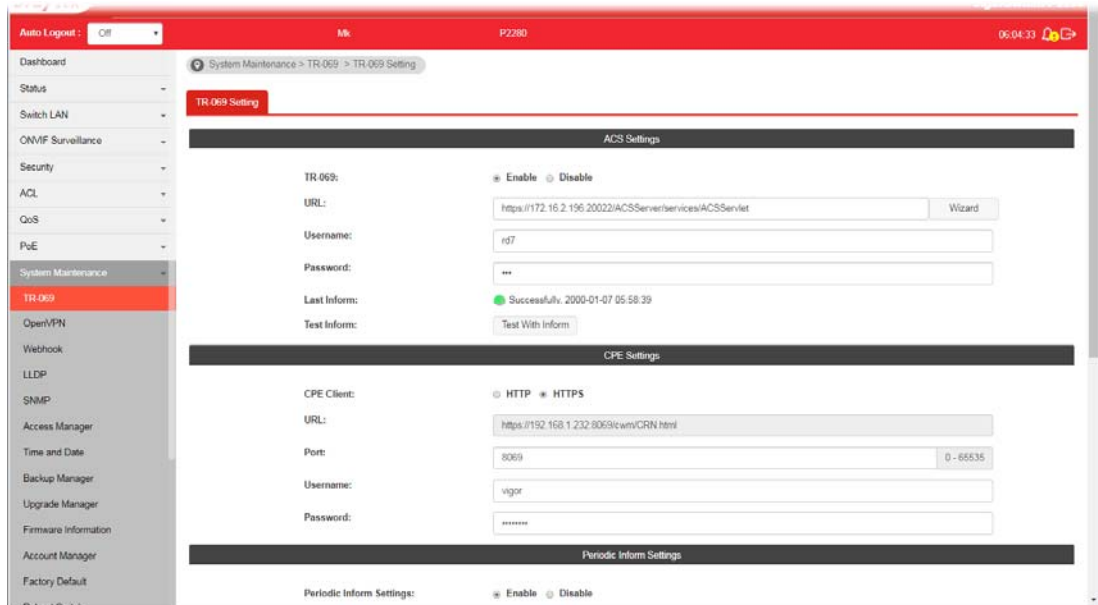 Auto Logout : Off Mk P2280 06:04:33
Dashboard
Status
Switch LAN
ONVIF Surveillance
Security
ACL
QoS
PoE
System Maintenance
TR-069
OpenVPN
Webhook
LLDP
SNMP
Access Manager
Time and Date
Backup Manager
Upgrade Manager
Firmware Information
Account Manager
Factory Default
System Maintenance > TR-069 > TR-069 Setting
TR-069 Setting
ACS Settings
TR-069: Enable Disable
URL: https://172.16.2.196:20022/ACSServer/services/ACSServlet Wizard
Username: rd7
Password: •••
Last Inform: Successfully. 2000-01-07 05:58:39
Test Inform: Test With Inform
CPE Settings
CPE Client: HTTP HTTPS
URL: https://192.168.1.232:8069/cwm/CRN.html
Port: 8069 0 - 65535
Username: vigor
Password: ••••••••
Periodic Inform Settings
Periodic Inform Settings: Enable Disable